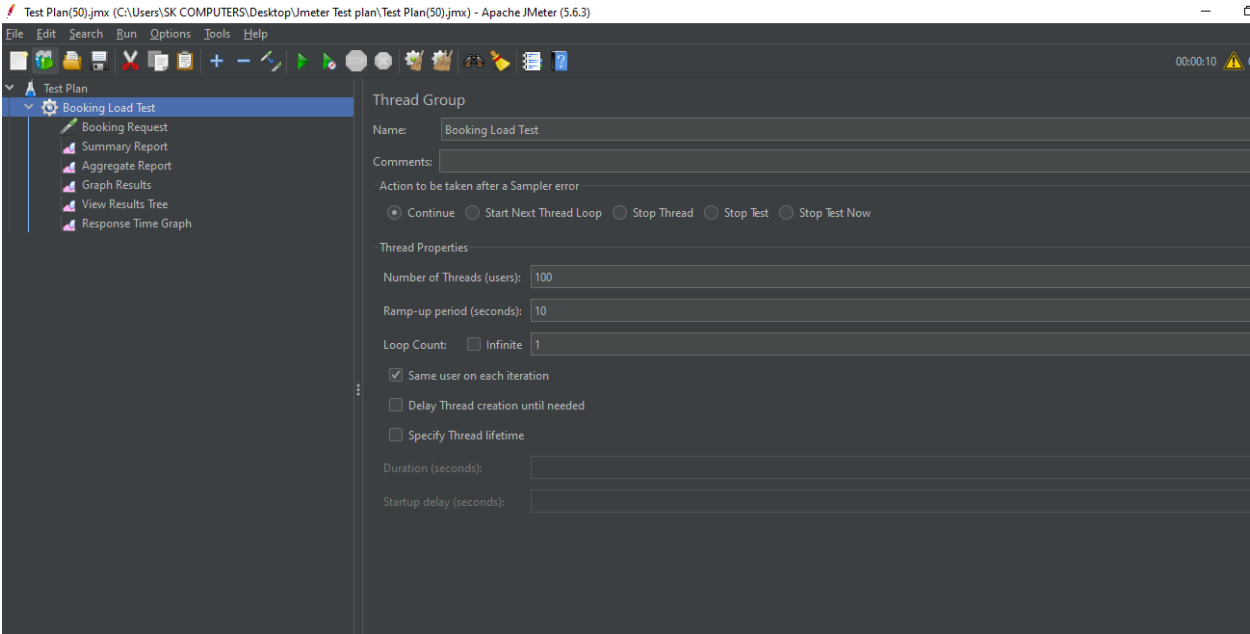 Test Plan(50).jmx (C:\Users\SK COMPUTERS\Desktop\Jmeter Test plan\Test Plan(50).jmx) - Apache JMeter (5.6.3)
File Edit Search Run Options Tools Help
00:00:10
Test Plan
Booking Load Test
Booking Request
Summary Report
Aggregate Report
Graph Results
View Results Tree
Response Time Graph
Thread Group
Name: Booking Load Test
Comments:
Action to be taken after a Sampler error
Continue Start Next Thread Loop Stop Thread Stop Test Stop Test Now
Thread Properties
Number of Threads (users): 100
Ramp-up period (seconds): 10
Loop Count: Infinite 1
Same user on each iteration
Delay Thread creation until needed
Specify Thread lifetime
Duration (seconds):
Startup delay (seconds):